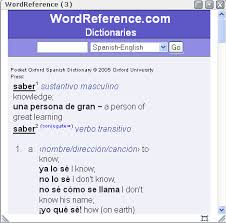 WordReference (3)
WordReference.com
Dictionaries
Spanish-English Go
Pocket Oxford Spanish Dictionary © 2005 Oxford University
Press:
saber¹ sustantivo masculino
knowledge;
una persona de gran ~ a person of
great learning
saber² (conjugate⇒) verbo transitivo
1. a ‹nombre/dirección/canción› to
know;
ya lo sé I know;
no lo sé I don't know;
no sé cómo se llama I don't
know his name;
¡yo qué sé! how (on earth)